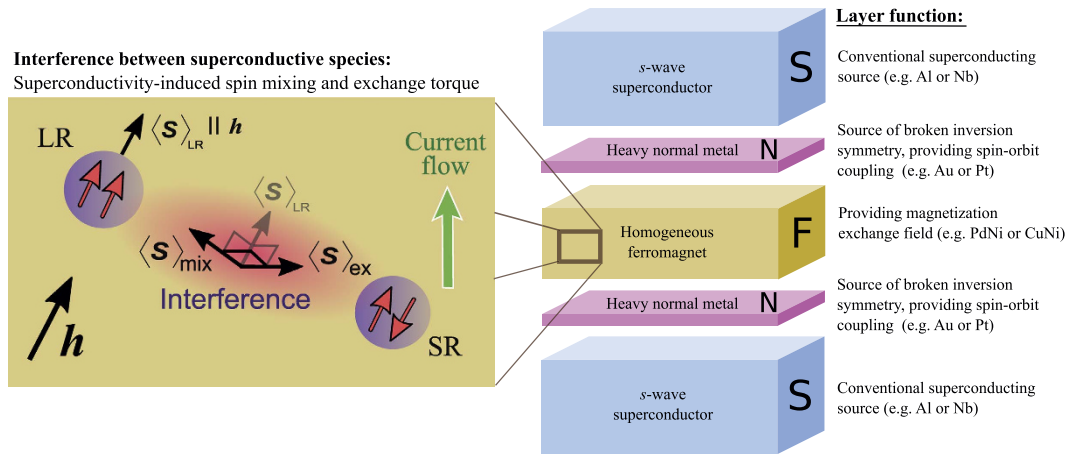 Interference between superconductive species:
Superconductivity-induced spin mixing and exchange torque
LR
⟨S⟩LR || h
Current
flow
⟨S⟩LR
⟨S⟩mix
⟨S⟩ex
Interference
h
SR
s-wave
superconductor
S
Heavy normal metal N
Homogeneous
ferromagnet
F
Heavy normal metal N
s-wave
superconductor
S
Layer function:
Conventional superconducting
source (e.g. Al or Nb)
Source of broken inversion
symmetry, providing spin-orbit
coupling (e.g. Au or Pt)
Providing magnetization
exchange field (e.g. PdNi or CuNi)
Source of broken inversion
symmetry, providing spin-orbit
coupling (e.g. Au or Pt)
Conventional superconducting
source (e.g. Al or Nb)